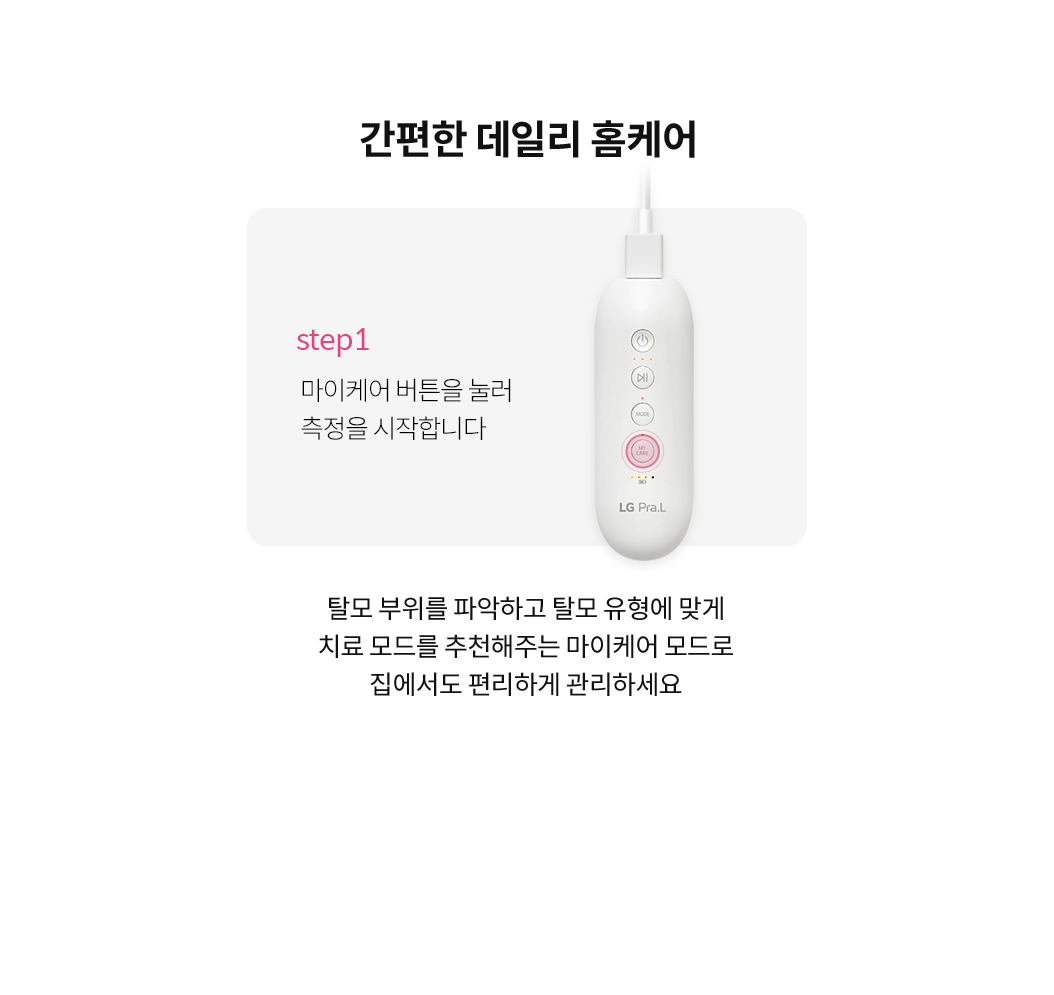 간편한 데일리 홈케어
step1
마이케어 버튼을 눌러
측정을 시작합니다
MODE
MY
CARE
LG Pra.L
탈모 부위를 파악하고 탈모 유형에 맞게
치료 모드를 추천해주는 마이케어 모드로
집에서도 편리하게 관리하세요